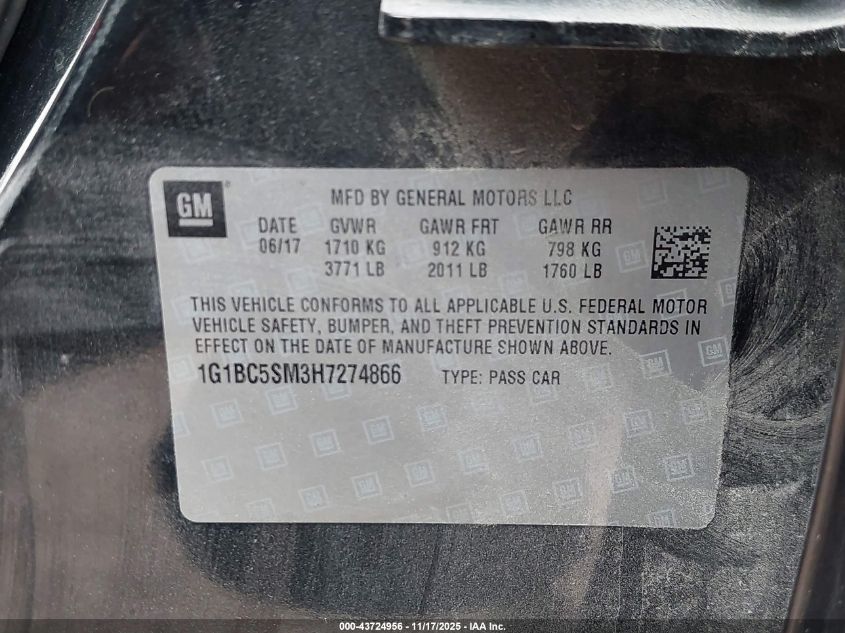 GM
MFD BY GENERAL MOTORS LLC
DATE GVWR GAWR FRT GAWR RR
06/17 1710 KG 912 KG 798 KG
3771 LB 2011 LB 1760 LB
THIS VEHICLE CONFORMS TO ALL APPLICABLE U.S. FEDERAL MOTOR
VEHICLE SAFETY, BUMPER, AND THEFT PREVENTION STANDARDS IN
EFFECT ON THE DATE OF MANUFACTURE SHOWN ABOVE.
1G1BC5SM3H7274866 TYPE: PASS CAR
000-43724956 - 11/17/2025 - IAA Inc.